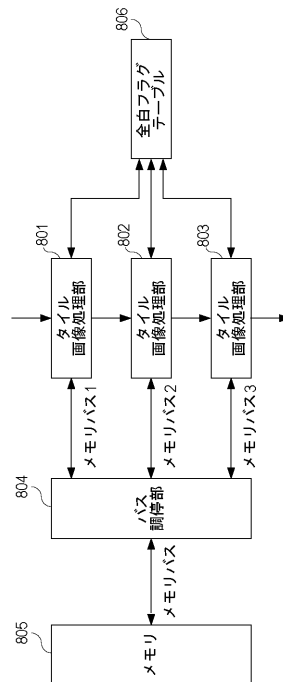 805
メモリ
メモリバス
804
バス
調停部
メモリバス1
メモリバス2
メモリバス3
801
タイル
画像処理部
802
タイル
画像処理部
803
タイル
画像処理部
806
全白フラグ
テーブル